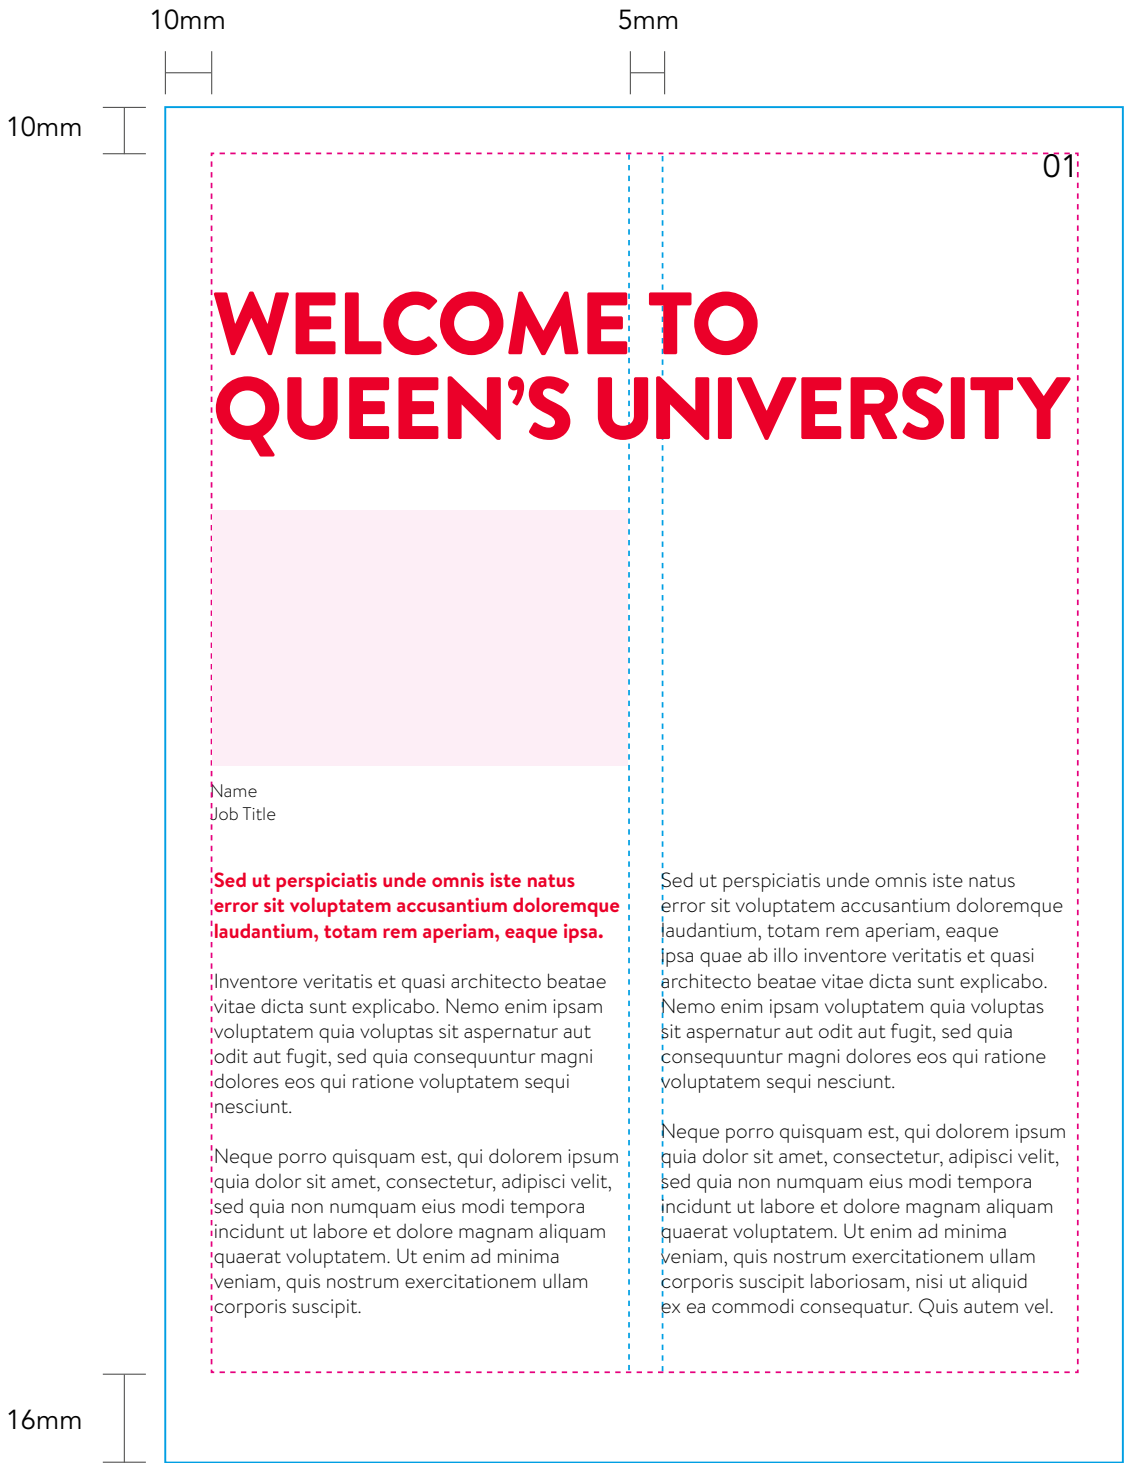 10mm
5mm
10mm
01
WELCOME TO
QUEEN’S UNIVERSITY
Name
Job Title
Sed ut perspiciatis unde omnis iste natus
error sit voluptatem accusantium doloremque
laudantium, totam rem aperiam, eaque ipsa.
Inventore veritatis et quasi architecto beatae
vitae dicta sunt explicabo. Nemo enim ipsam
voluptatem quia voluptas sit aspernatur aut
odit aut fugit, sed quia consequuntur magni
dolores eos qui ratione voluptatem sequi
nesciunt.
Neque porro quisquam est, qui dolorem ipsum
quia dolor sit amet, consectetur, adipisci velit,
sed quia non numquam eius modi tempora
incidunt ut labore et dolore magnam aliquam
quaerat voluptatem. Ut enim ad minima
veniam, quis nostrum exercitationem ullam
corporis suscipit.
Sed ut perspiciatis unde omnis iste natus
error sit voluptatem accusantium doloremque
laudantium, totam rem aperiam, eaque
ipsa quae ab illo inventore veritatis et quasi
architecto beatae vitae dicta sunt explicabo.
Nemo enim ipsam voluptatem quia voluptas
sit aspernatur aut odit aut fugit, sed quia
consequuntur magni dolores eos qui ratione
voluptatem sequi nesciunt.
Neque porro quisquam est, qui dolorem ipsum
quia dolor sit amet, consectetur, adipisci velit,
sed quia non numquam eius modi tempora
incidunt ut labore et dolore magnam aliquam
quaerat voluptatem. Ut enim ad minima
veniam, quis nostrum exercitationem ullam
corporis suscipit laboriosam, nisi ut aliquid
ex ea commodi consequatur. Quis autem vel.
16mm